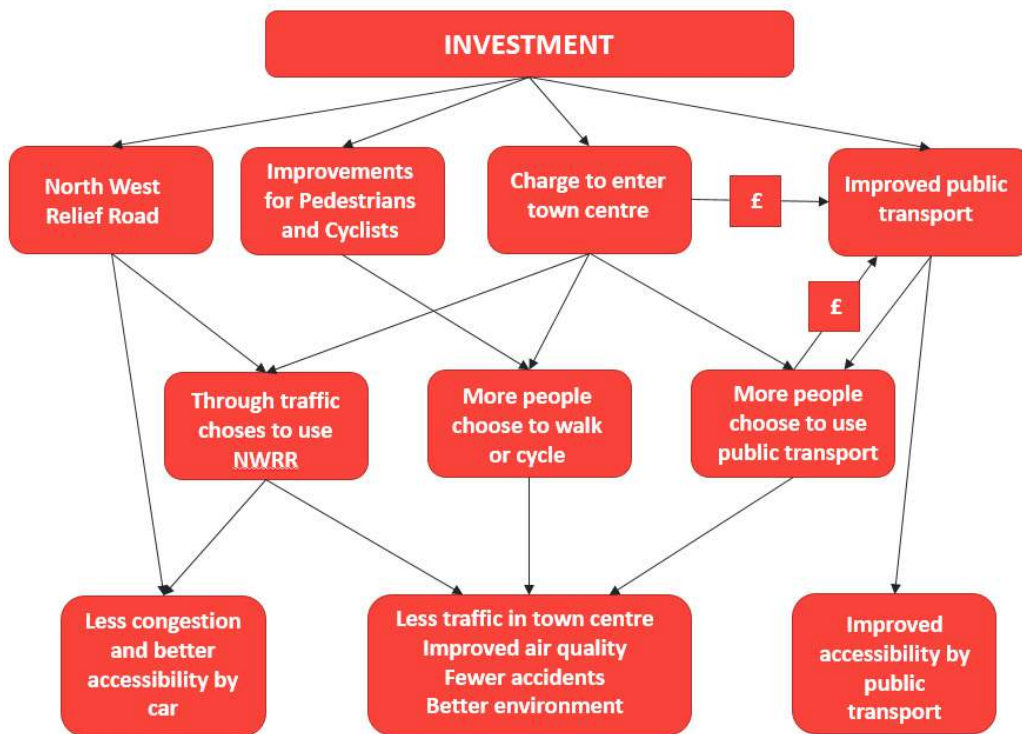 INVESTMENT
North West
Relief Road
Improvements
for Pedestrians
and Cyclists
Charge to enter
town centre
£
Improved public
transport
£
Through traffic
choses to use
NWRR
More people
choose to walk
or cycle
More people
choose to use
public transport
Less congestion
and better
accessibility by
car
Less traffic in town centre
Improved air quality
Fewer accidents
Better environment
Improved
accessibility by
public
transport